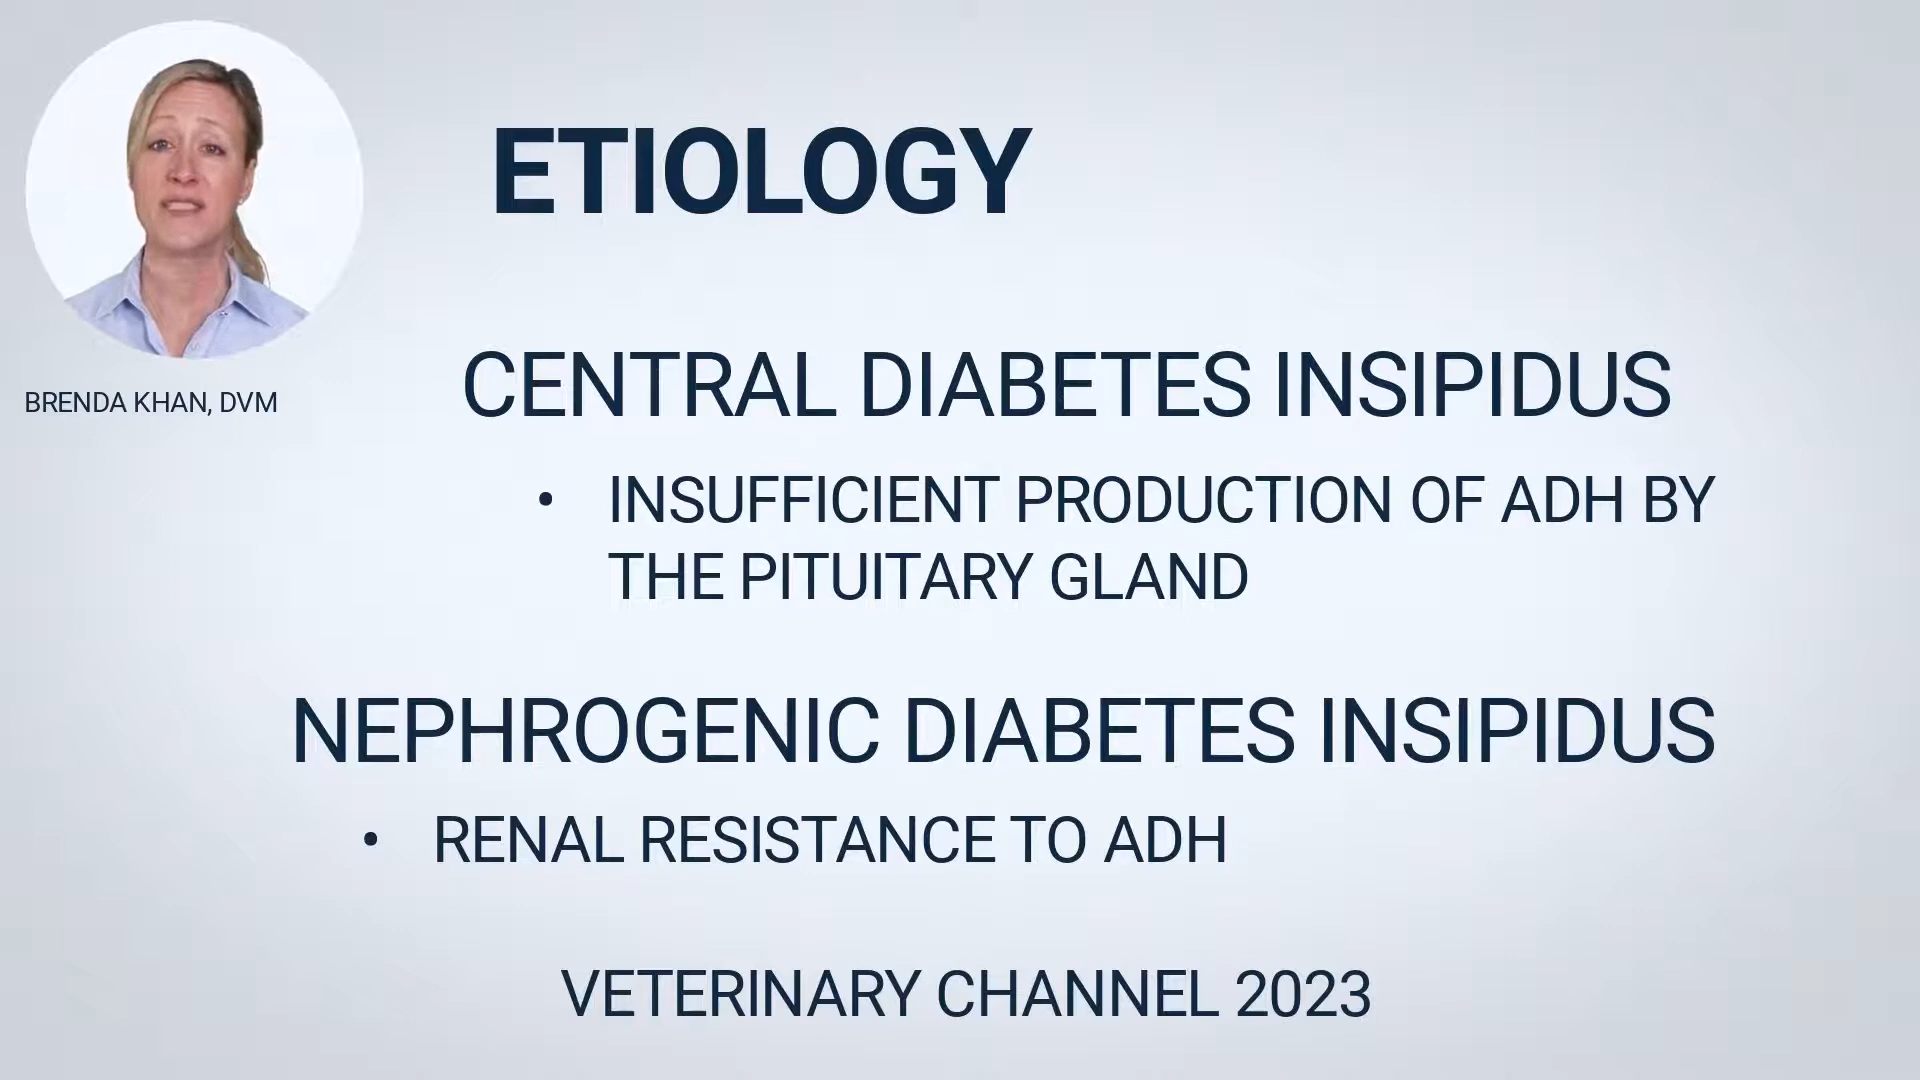 ETIOLOGY
BRENDA KHAN, DVM
CENTRAL DIABETES INSIPIDUS
• INSUFFICIENT PRODUCTION OF ADH BY
THE PITUITARY GLAND
NEPHROGENIC DIABETES INSIPIDUS
• RENAL RESISTANCE TO ADH
VETERINARY CHANNEL 2023